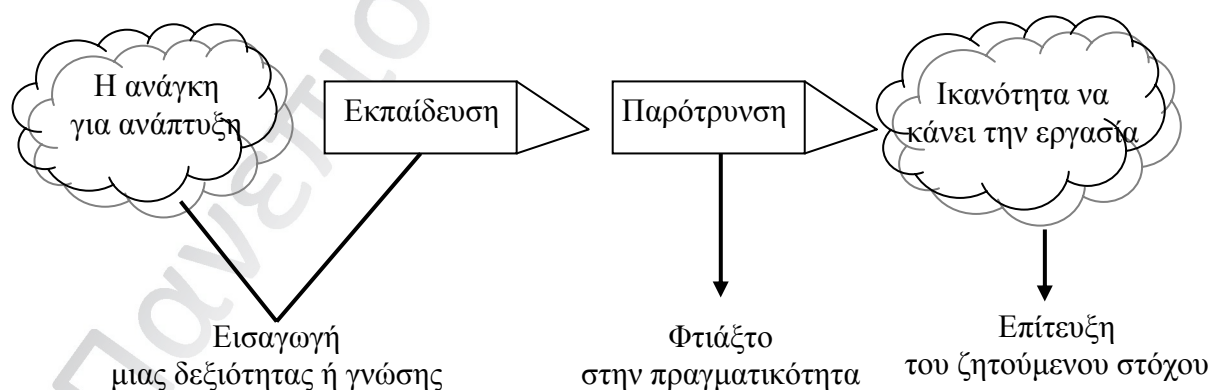 Η ανάγκη
για ανάπτυξη
Εκπαίδευση
Παρότρυνση
Ικανότητα να
κάνει την εργασία
Εισαγωγή
μιας δεξιότητας ή γνώσης
Φτιάξτο
στην πραγματικότητα
Επίτευξη
του ζητούμενου στόχου